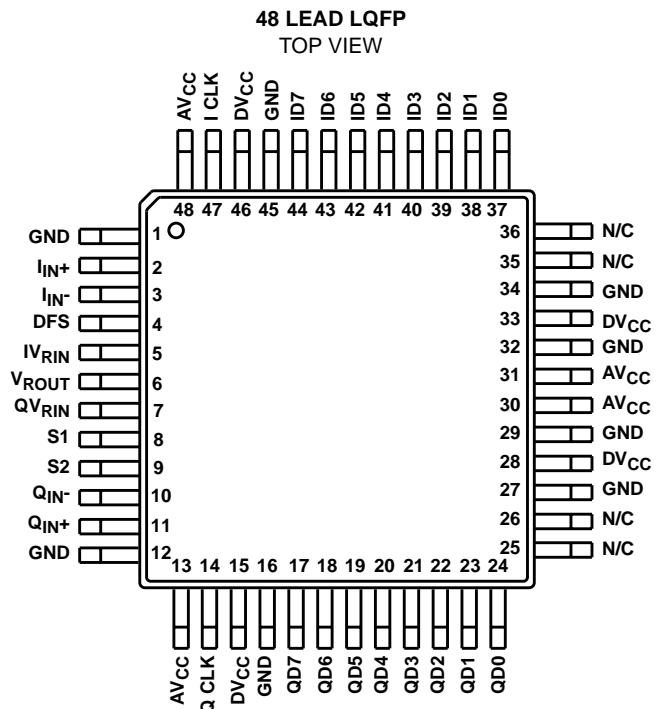 48 LEAD LQFP
TOP VIEW
AVCC
I CLK
DVCC
GND
ID7
ID6
ID5
ID4
ID3
ID2
ID1
ID0
48 47 46 45 44 43 42 41 40 39 38 37
GND 1
IIN+ 2
IIN- 3
DFS 4
IVRIN 5
VROUT 6
QVRIN 7
S1 8
S2 9
QIN- 10
QIN+ 11
GND 12
36 N/C
35 N/C
34 GND
33 DVCC
32 GND
31 AVCC
30 AVCC
29 GND
28 DVCC
27 GND
26 N/C
25 N/C
13 14 15 16 17 18 19 20 21 22 23 24
AVCC
Q CLK
DVCC
GND
QD7
QD6
QD5
QD4
QD3
QD2
QD1
QD0